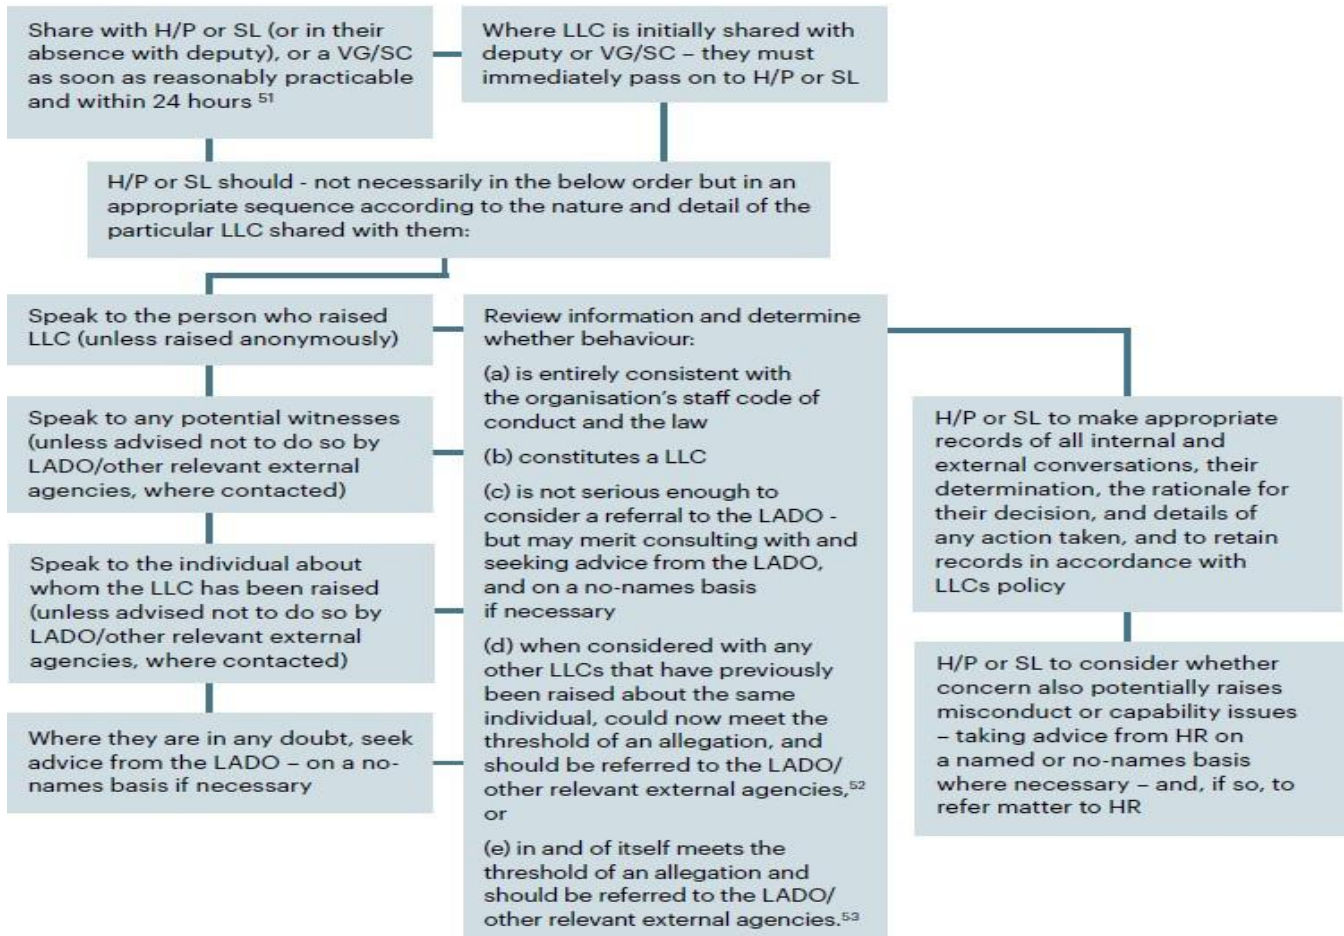 Share with H/P or SL (or in their
absence with deputy), or a VG/SC
as soon as reasonably practicable
and within 24 hours 51
Where LLC is initially shared with
deputy or VG/SC – they must
immediately pass on to H/P or SL
H/P or SL should - not necessarily in the below order but in an
appropriate sequence according to the nature and detail of the
particular LLC shared with them:
Speak to the person who raised
LLC (unless raised anonymously)
Speak to any potential witnesses
(unless advised not to do so by
LADO/other relevant external
agencies, where contacted)
Speak to the individual about
whom the LLC has been raised
(unless advised not to do so by
LADO/other relevant external
agencies, where contacted)
Where they are in any doubt, seek
advice from the LADO – on a no-
names basis if necessary
Review information and determine
whether behaviour:
(a) is entirely consistent with
the organisation’s staff code of
conduct and the law
(b) constitutes a LLC
(c) is not serious enough to
consider a referral to the LADO -
but may merit consulting with and
seeking advice from the LADO,
and on a no-names basis
if necessary
(d) when considered with any
other LLCs that have previously
been raised about the same
individual, could now meet the
threshold of an allegation, and
should be referred to the LADO/
other relevant external agencies,52
or
(e) in and of itself meets the
threshold of an allegation and
should be referred to the LADO/
other relevant external agencies.53
H/P or SL to make appropriate
records of all internal and
external conversations, their
determination, the rationale for
their decision, and details of
any action taken, and to retain
records in accordance with
LLCs policy
H/P or SL to consider whether
concern also potentially raises
misconduct or capability issues
– taking advice from HR on
a named or no-names basis
where necessary – and, if so, to
refer matter to HR